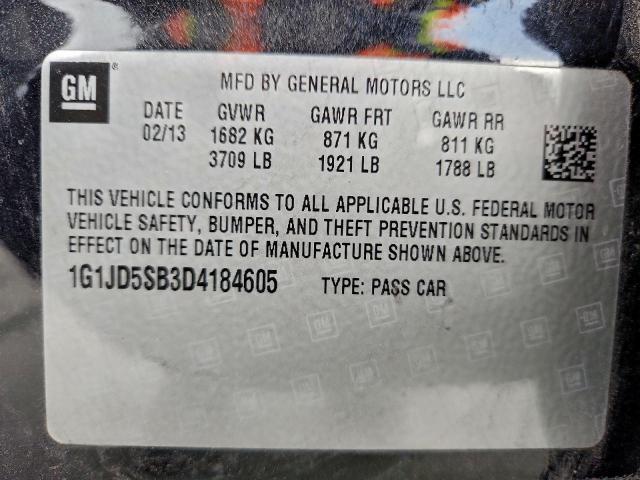 GM ®
MFD BY GENERAL MOTORS LLC
DATE GVWR GAWR FRT GAWR RR
02/13 1682 KG 871 KG 811 KG
3709 LB 1921 LB 1788 LB
THIS VEHICLE CONFORMS TO ALL APPLICABLE U.S. FEDERAL MOTOR
VEHICLE SAFETY, BUMPER, AND THEFT PREVENTION STANDARDS IN
EFFECT ON THE DATE OF MANUFACTURE SHOWN ABOVE.
1G1JD5SB3D4184605 TYPE: PASS CAR